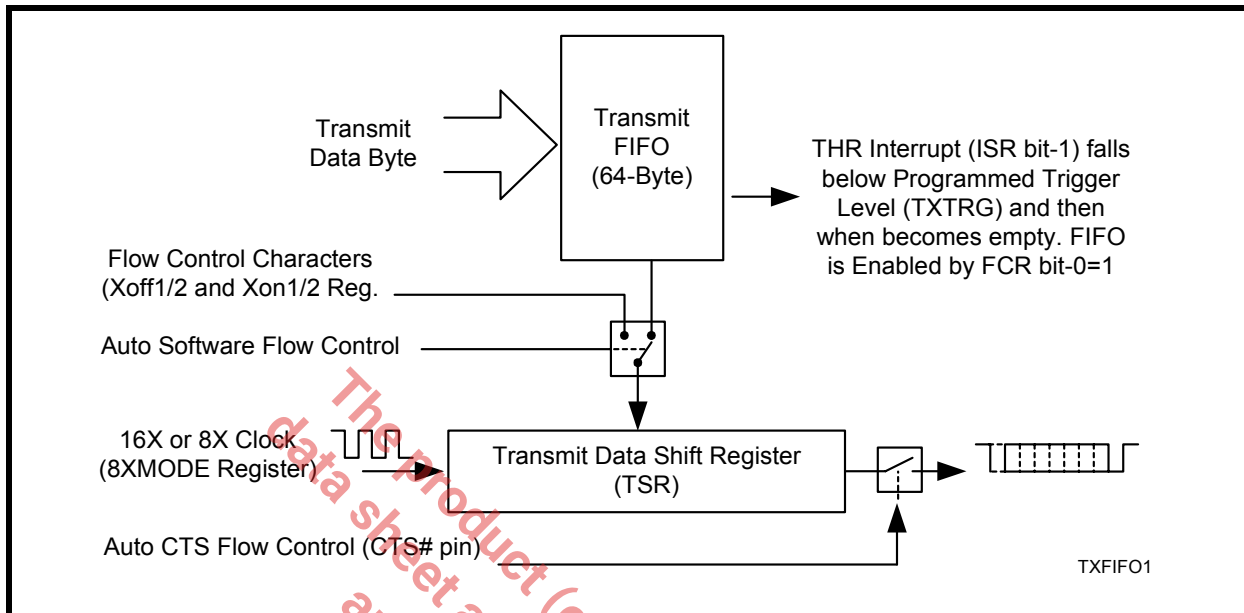 Transmit
Data Byte
Transmit
FIFO
(64-Byte)
THR Interrupt (ISR bit-1) falls
below Programmed Trigger
Level (TXTRG) and then
when becomes empty. FIFO
is Enabled by FCR bit-0=1
Flow Control Characters
(Xoff1/2 and Xon1/2 Reg.
Auto Software Flow Control
16X or 8X Clock
(8XMODE Register)
Transmit Data Shift Register
(TSR)
Auto CTS Flow Control (CTS# pin)
TXFIFO1
The product
data sheet